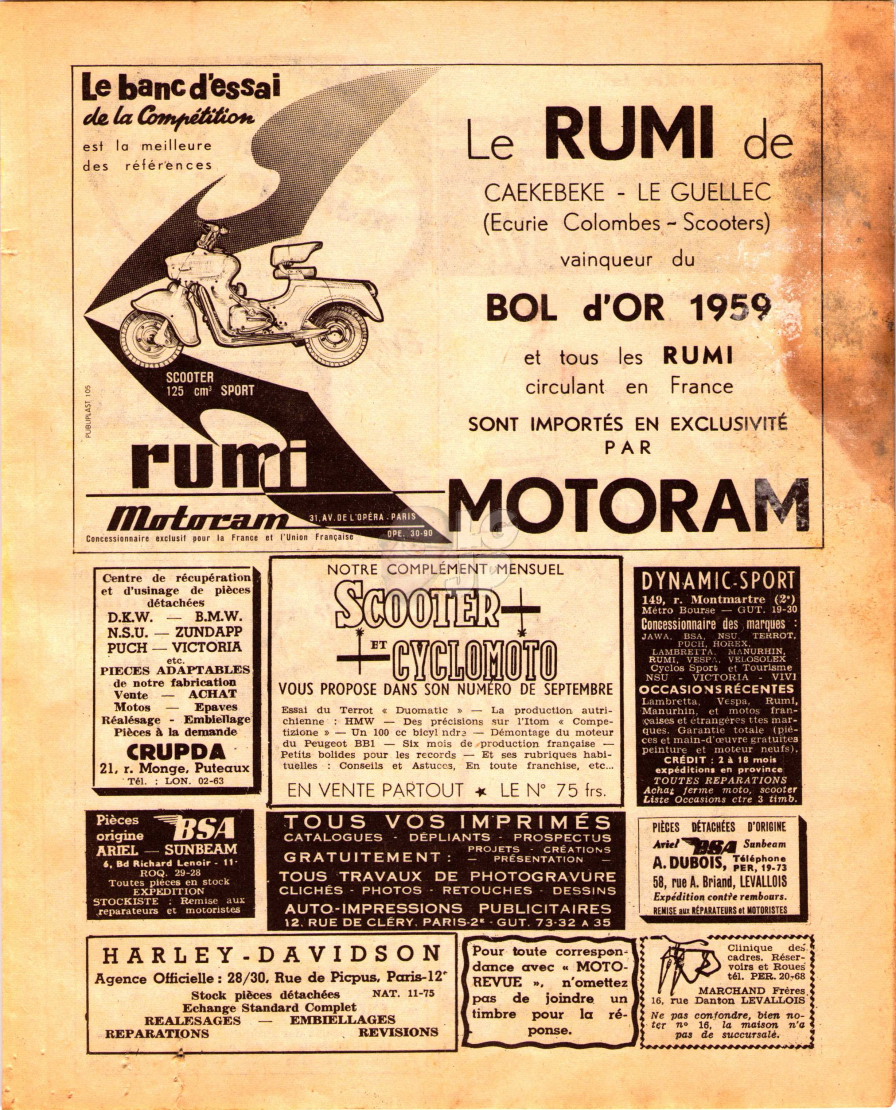 Le banc d'essai
de la Compétition
est la meilleure
des références
SCOOTER
125 cm³ SPORT
PUBLIPLAST 105
rumi
Motoram 31, AV. DE L'OPÉRA - PARIS
Concessionnaire exclusif pour la France et l'Union Française OPE. 30-90
Le RUMI de
CAEKEBEKE - LE GUELLEC
(Ecurie Colombes - Scooters)
vainqueur du
BOL d'OR 1959
et tous les RUMI
circulant en France
SONT IMPORTÉS EN EXCLUSIVITÉ
PAR
MOTORAM
Centre de récupération
et d'usinage de pièces
détachées
D.K.W. — B.M.W.
N.S.U. — ZUNDAPP
PUCH — VICTORIA
etc.
PIECES ADAPTABLES
de notre fabrication
Vente — ACHAT
Motos — Epaves
Réalésage - Embiellage
Pièces à la demande
CRUPDA
21, r. Monge, Puteaux
Tél. : LON. 02-63
NOTRE COMPLÉMENT MENSUEL
SCOOTER
ET
CYCLOMOTO
VOUS PROPOSE DANS SON NUMÉRO DE SEPTEMBRE
Essai du Terrot « Duomatic » — La production autri-
chienne : HMW — Des précisions sur l'Itom « Compe-
tizione » — Un 100 cc bicylindre — Démontage du moteur
du Peugeot BB1 — Six mois de production française —
Petits bolides pour les records — Et ses rubriques habi-
tuelles : Conseils et Astuces, En toute franchise, etc...
EN VENTE PARTOUT ★ LE N° 75 frs.
DYNAMIC-SPORT
149, r. Montmartre (2e)
Métro Bourse — GUT. 19-30
Concessionnaire des marques :
JAWA, BSA, NSU, TERROT,
PUCH, HOREX,
LAMBRETTA, MANURHIN,
RUMI, VESPA, VELOSOLEX
Cyclos Sport et Tourisme
NSU - VICTORIA - VIVI
OCCASIONS RÉCENTES
Lambretta, Vespa, Rumi,
Manurhin, et motos fran-
çaises et étrangères ttes mar-
ques. Garantie totale (piè-
ces et main-d'œuvre gratuites
peinture et moteur neufs).
CRÉDIT : 2 à 18 mois
expéditions en province
TOUTES REPARATIONS
Achat ferme moto, scooter
Liste Occasions ctre 3 timb.
Pièces
origine BSA
ARIEL — SUNBEAM
6, Bd Richard Lenoir - 11e
ROQ. 29-28
Toutes pièces en stock
EXPEDITION
STOCKISTE : Remise aux
reparateurs et motoristes
TOUS VOS IMPRIMÉS
CATALOGUES - DÉPLIANTS - PROSPECTUS
GRATUITEMENT : — PROJETS - CRÉATIONS
PRÉSENTATION —
TOUS TRAVAUX DE PHOTOGRAVURE
CLICHÉS - PHOTOS - RETOUCHES - DESSINS
AUTO-IMPRESSIONS PUBLICITAIRES
12, RUE DE CLÉRY, PARIS-2e - GUT. 73-32 A 35
PIÈCES DÉTACHÉES D'ORIGINE
Ariel BSA Sunbeam
A. DUBOIS, Téléphone
PER, 19-73
58, rue A. Briand, LEVALLOIS
Expédition contre rembours.
REMISE aux RÉPARATEURS et MOTORISTES
HARLEY-DAVIDSON
Agence Officielle : 28/30, Rue de Picpus, Paris-12e
Stock pièces détachées NAT. 11-75
Echange Standard Complet
REALESAGES — EMBIELLAGES
REPARATIONS REVISIONS
Pour toute correspon-
dance avec « MOTO-
REVUE », n'omettez
pas de joindre un
timbre pour la ré-
ponse.
Clinique des
cadres. Réser-
voirs et Roues
tél. PER. 20-68
MARCHAND Frères
16, rue Danton LEVALLOIS
Ne pas confondre, bien no-
ter n° 16, la maison n'a
pas de succursale.